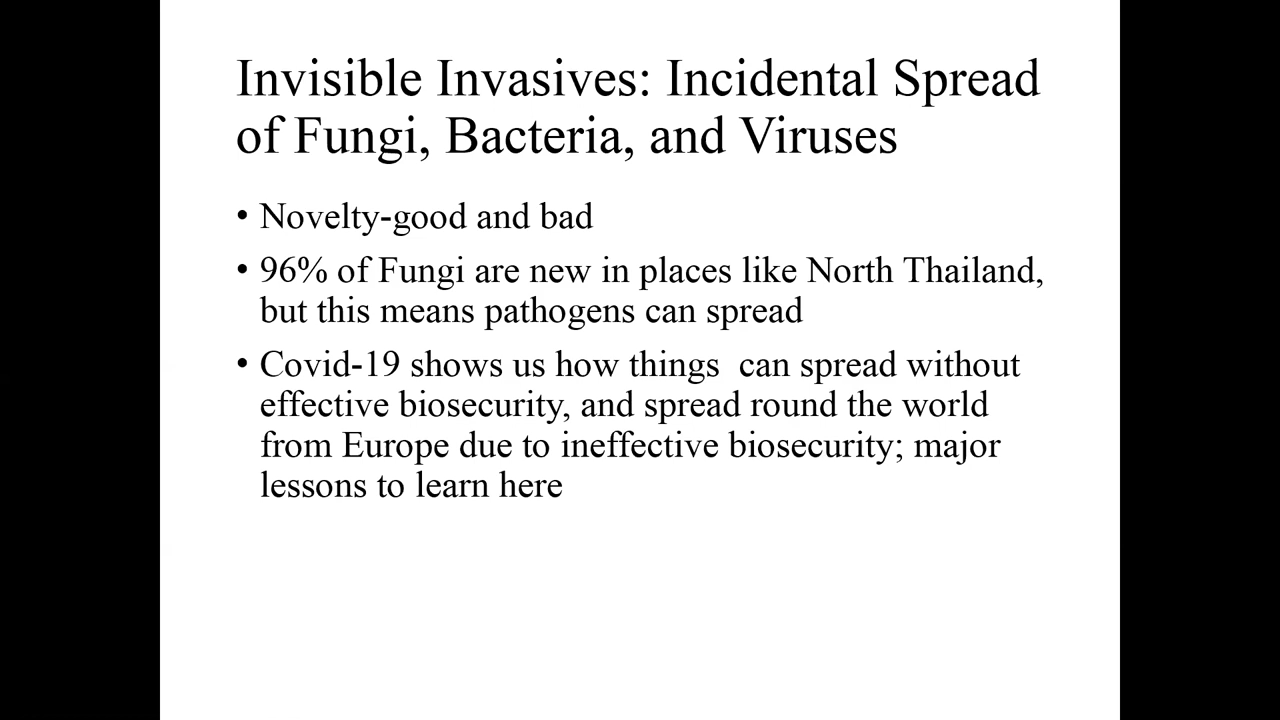 Invisible Invasives: Incidental Spread
of Fungi, Bacteria, and Viruses
• Novelty-good and bad
• 96% of Fungi are new in places like North Thailand,
but this means pathogens can spread
• Covid-19 shows us how things  can spread without
effective biosecurity, and spread round the world
from Europe due to ineffective biosecurity; major
lessons to learn here